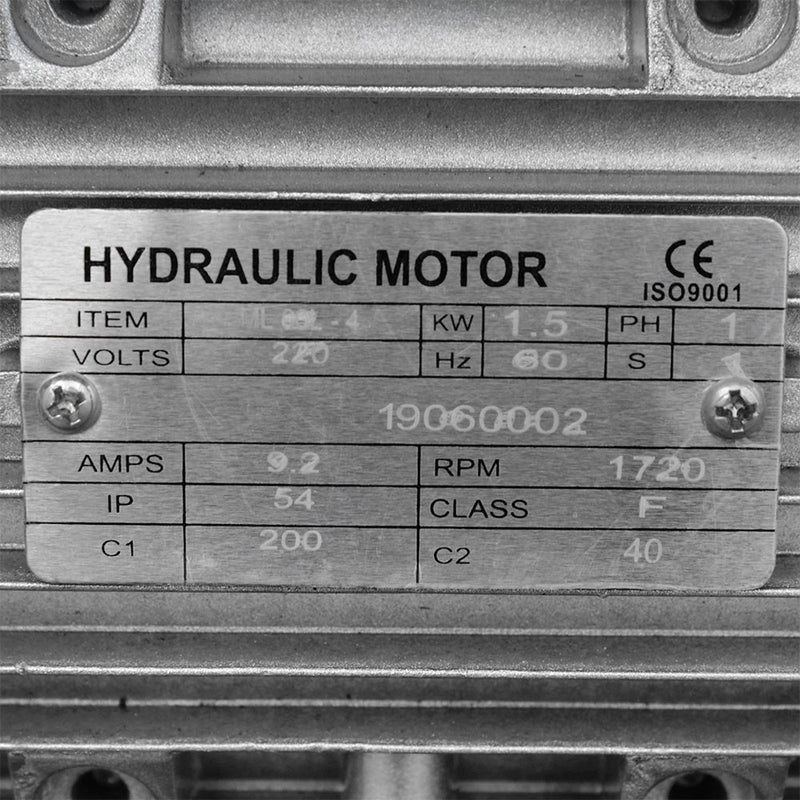 HYDRAULIC MOTOR CE
ISO9001
ITEM KW 1.5 PH 1
VOLTS 220 Hz 60 S
19060002
AMPS 9.2 RPM 1720
IP 54 CLASS F
C1 200 C2 40